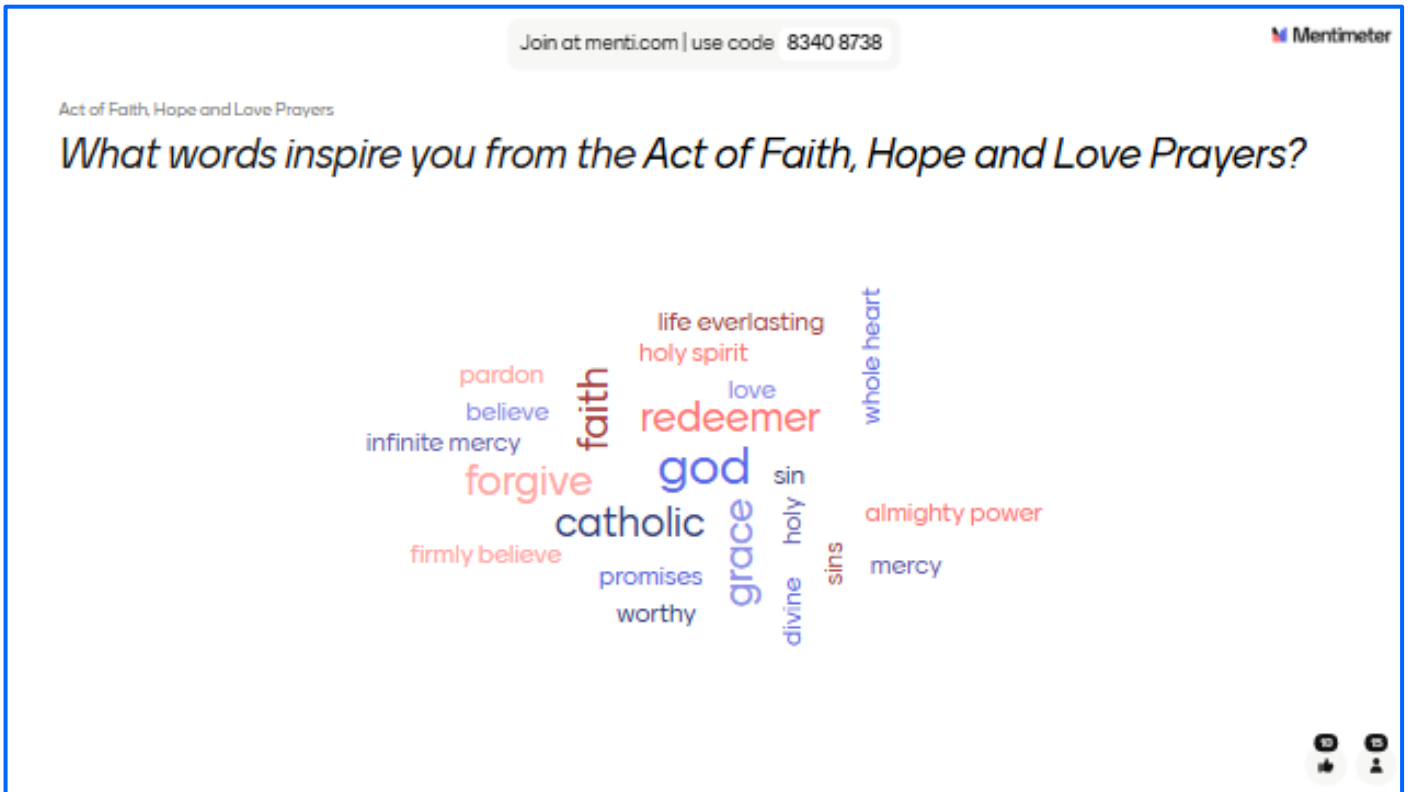 Join at menti.com | use code 8340 8738
Mentimeter
Act of Faith, Hope and Love Prayers
What words inspire you from the Act of Faith, Hope and Love Prayers?
life everlasting
whole heart
holy spirit
pardon
faith
love
believe
redeemer
infinite mercy
god
sin
forgive
grace
holy
almighty power
catholic
firmly believe
sins
mercy
promises
divine
worthy
10
15